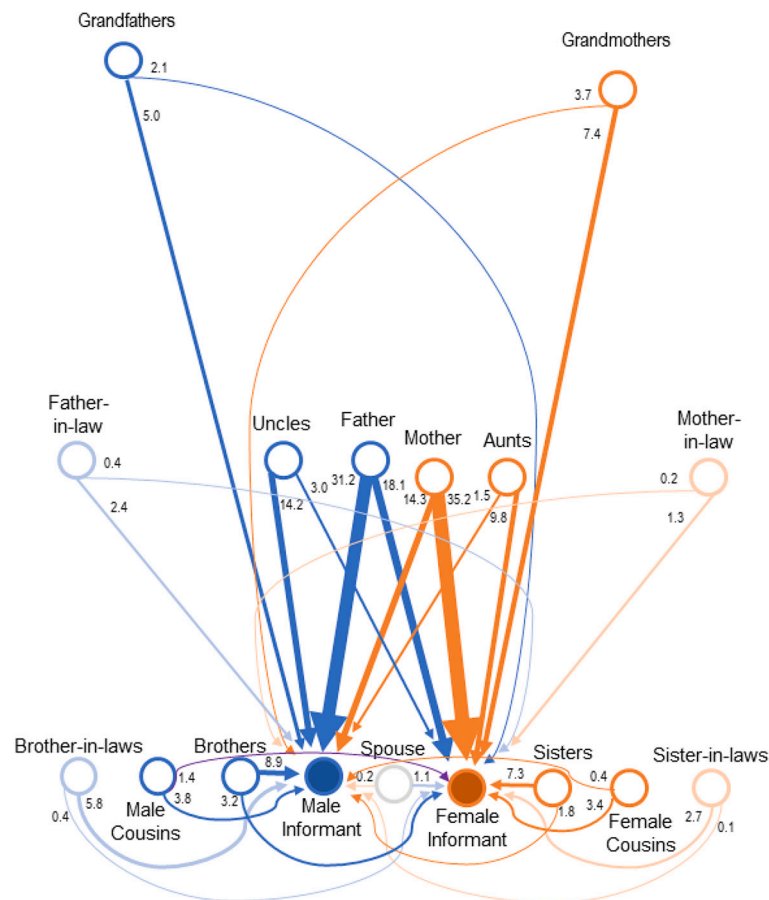 Grandfathers
Grandmothers
2.1
5.0
3.7
7.4
Father-
in-law
Uncles
Father
Mother
Aunts
Mother-
in-law
0.4
2.4
14.2
3.0
31.2
18.1
14.3
35.2
1.5
9.8
0.2
1.3
Brother-in-laws
Brothers
Spouse
Sisters
Sister-in-laws
0.4
5.8
1.4
3.8
8.9
3.2
0.2
1.1
7.3
1.8
0.4
3.4
2.7
0.1
Male
Cousins
Male
Informant
Female
Informant
Female
Cousins